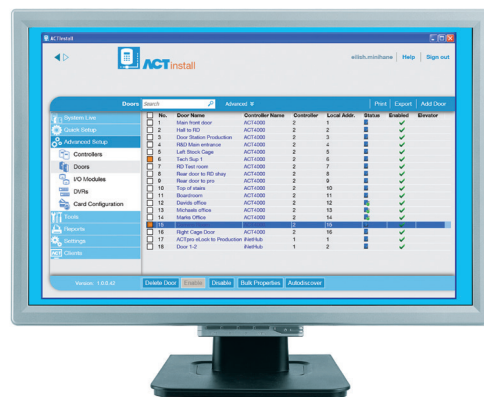 ACTinstall
ACTinstall
eilish.minihane Help Sign out
Doors Search Advanced Print Export Add Door
System Live
Quick Setup
Advanced Setup
Controllers
Doors
I/O Modules
DVRs
Card Configuration
Tools
Reports
Settings
ACT Clients
No. Door Name Controller Name Controller Local Addr. Status Enabled Elevator
1 Main front door ACT4000 2 1
2 Hall to RD ACT4000 2 2
3 Door Station Production ACT4000 2 3
4 R&D Main entrance ACT4000 2 4
5 Left Stock Cage ACT4000 2 5
6 Tech Sup 1 ACT4000 2 6
7 RD Test room ACT4000 2 7
8 Rear door to RD shay ACT4000 2 8
9 Rear door to pro ACT4000 2 9
10 Top of stairs ACT4000 2 10
11 Boardroom ACT4000 2 11
12 Davids office ACT4000 2 12
13 Michaels office ACT4000 2 13
14 Marks Office ACT4000 2 14
15 2 15
16 Right Cage Door ACT4000 2 16
17 ACTpro eLock to Production iNetHub 1 1
18 Door 1-2 iNetHub 1 2
Version: 1.0.0.42 Delete Door Enable Disable Bulk Properties Autodiscover